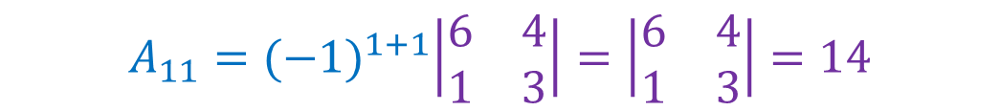 A₁₁ = (−1)¹⁺¹ |6 4; 1 3| = |6 4; 1 3| = 14